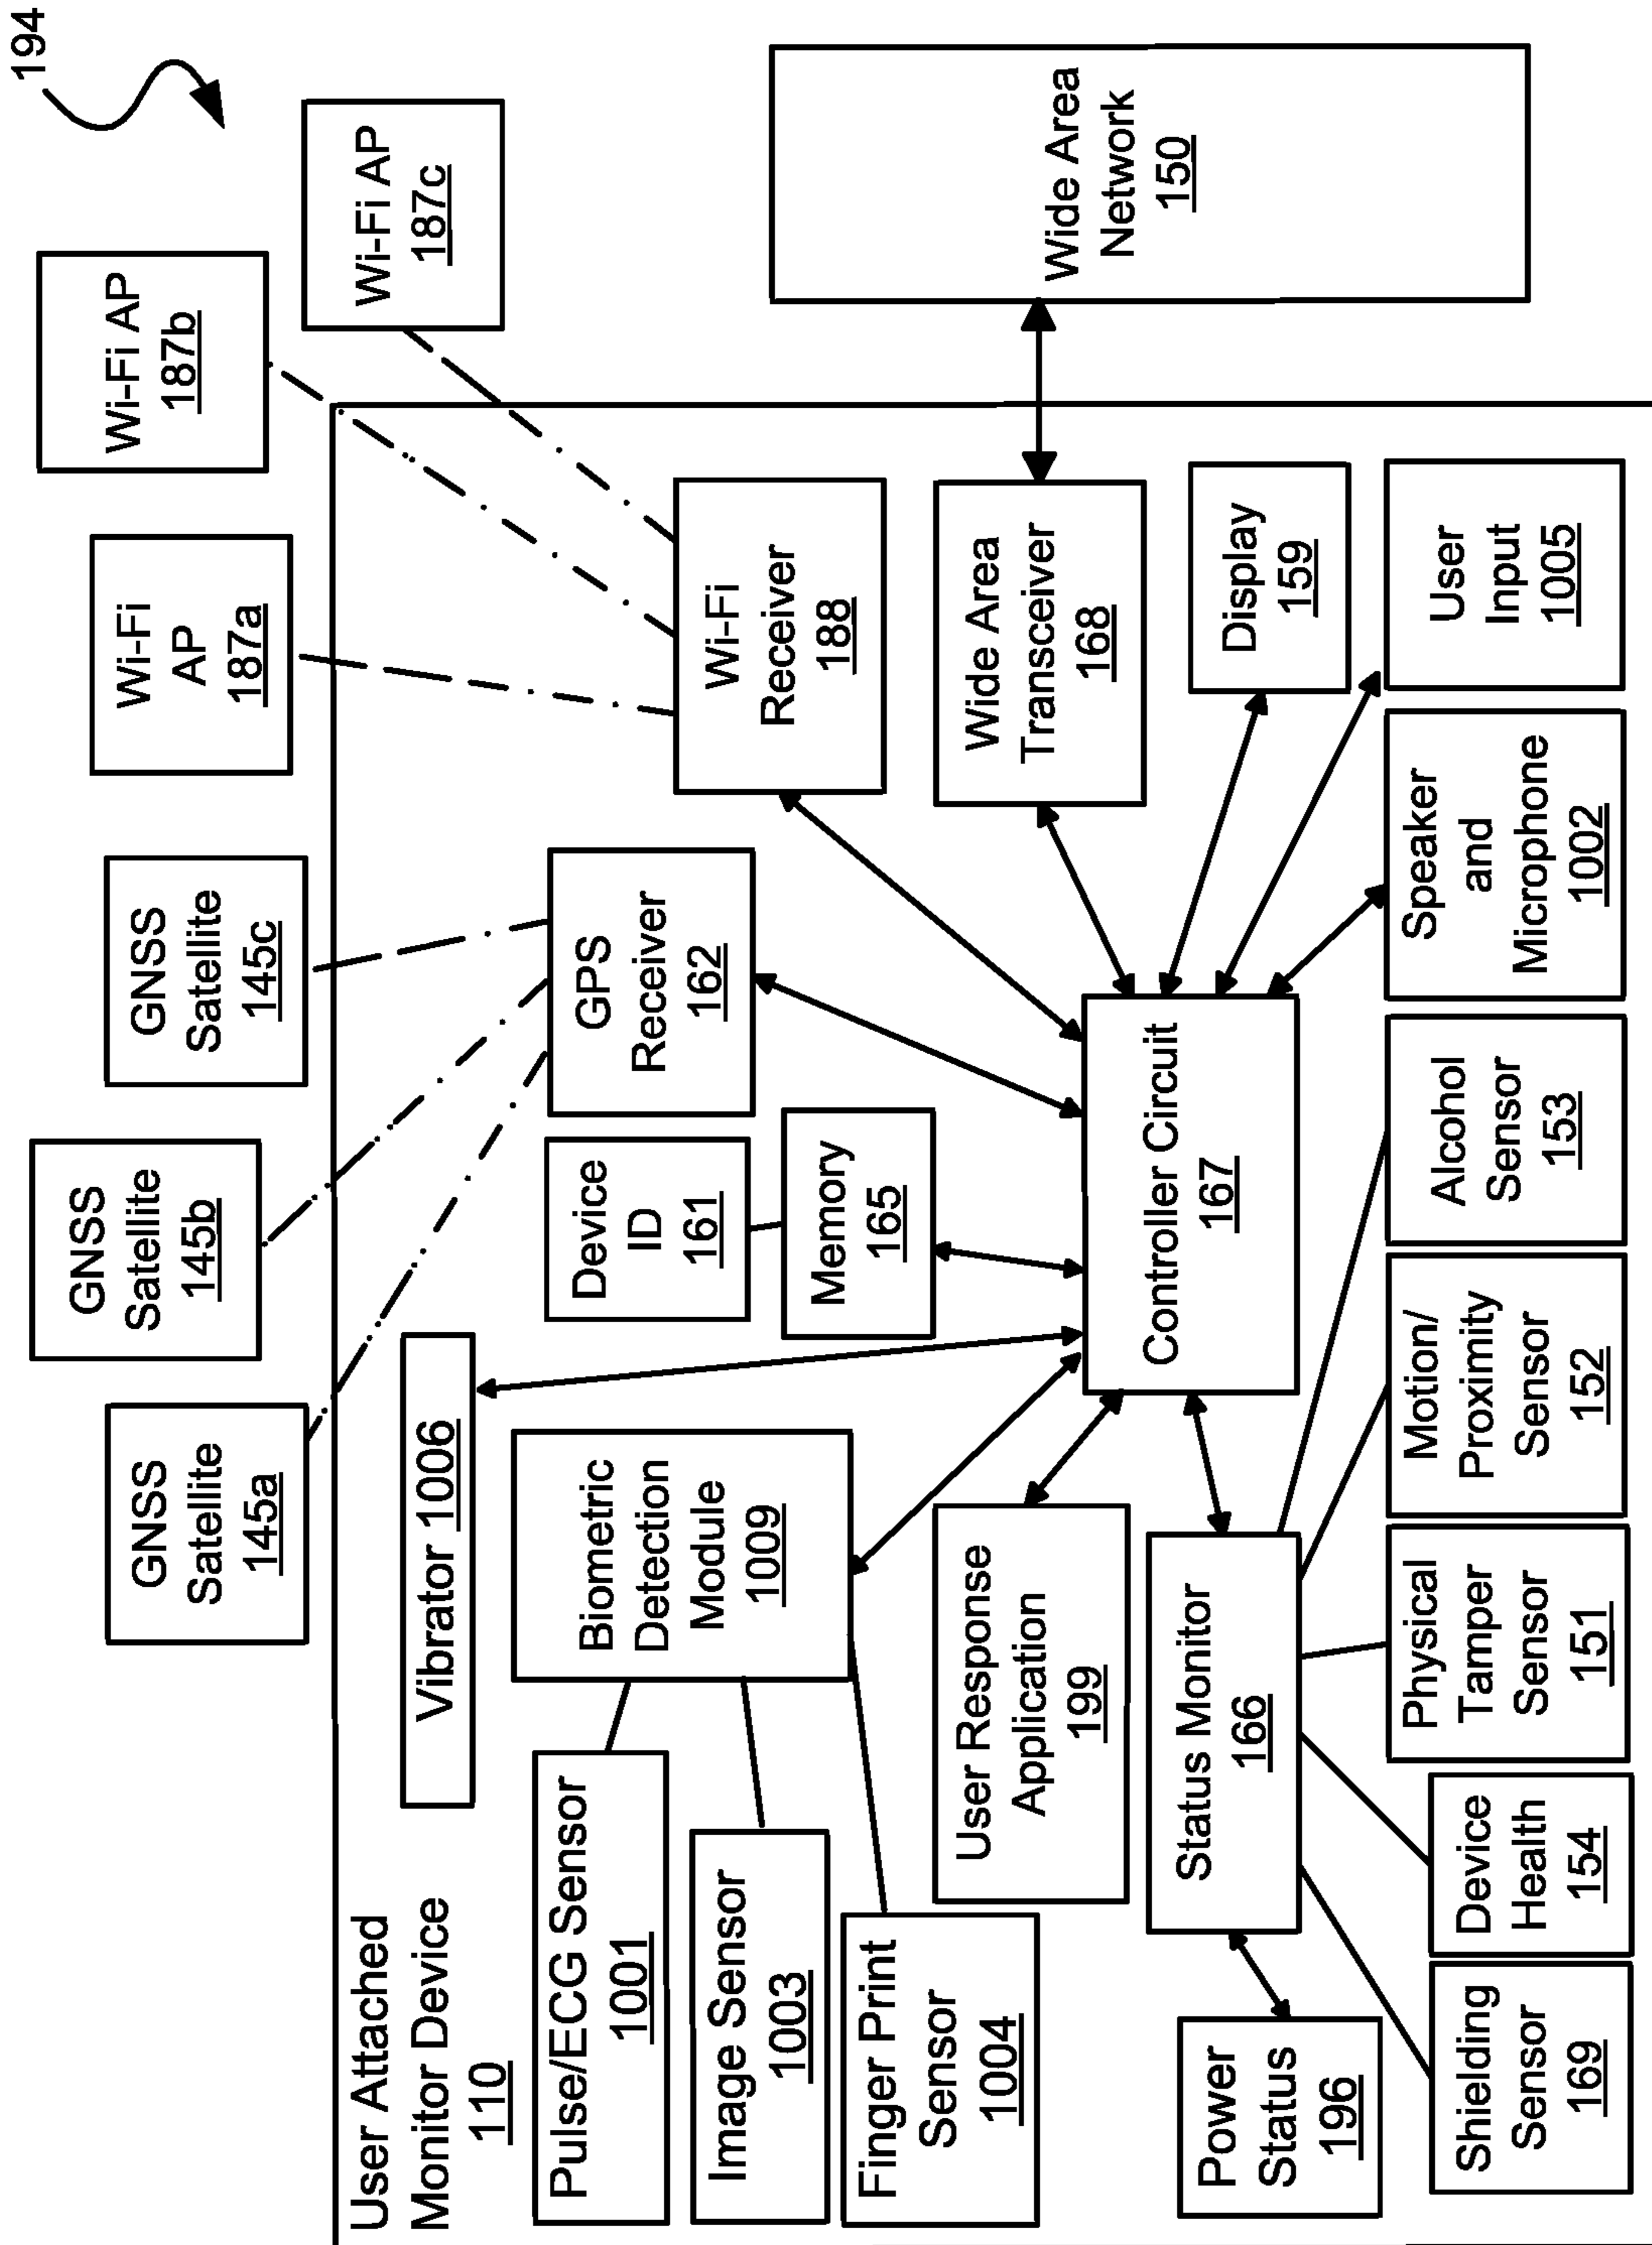 194
GNSS
Satellite
145a
GNSS
Satellite
145b
GNSS
Satellite
145c
Wi-Fi
AP
187a
Wi-Fi AP
187b
Wi-Fi AP
187c
User Attached
Monitor Device
110
Vibrator 1006
Pulse/ECG Sensor
1001
Image Sensor
1003
Finger Print
Sensor
1004
Biometric
Detection
Module
1009
Device
ID
161
Memory
165
GPS
Receiver
162
Wi-Fi
Receiver
188
User Response
Application
199
Controller Circuit
167
Wide Area
Transceiver
168
Wide Area
Network
150
Display
159
Status Monitor
166
Power
Status
196
Shielding
Sensor
169
Device
Health
154
Physical
Tamper
Sensor
151
Motion/
Proximity
Sensor
152
Alcohol
Sensor
153
Speaker
and
Microphone
1002
User
Input
1005